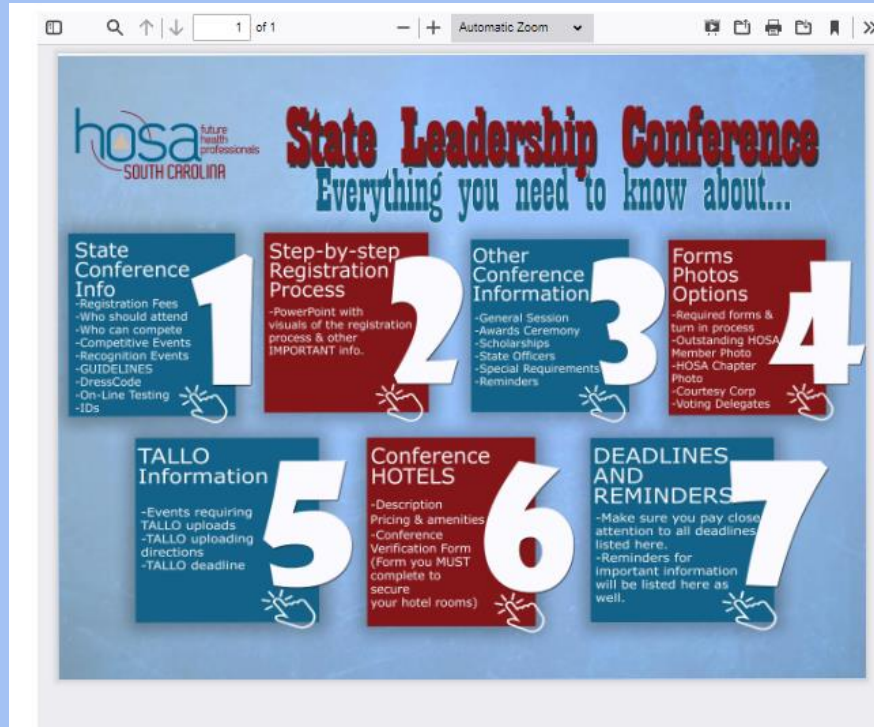 1 of 1
Automatic Zoom
hosa future
health
professionals
SOUTH CAROLINA
State Leadership Conference
Everything you need to know about...
State
Conference
Info
-Registration Fees
-Who should attend
-Who can compete
-Competitive Events
-Recognition Events
-GUIDELINES
-DressCode
-On-Line Testing
-IDs
1
Step-by-step
Registration
Process
-PowerPoint with
visuals of the registration
process & other
IMPORTANT info.
2
Other
Conference
Information
-General Session
-Awards Ceremony
-Scholarships
-State Officers
-Special Requirements
-Reminders
3
Forms
Photos
Options
-Required forms &
turn in process
-Outstanding HOSA
Member Photo
-HOSA Chapter
Photo
-Courtesy Corp
-Voting Delegates
4
TALLO
Information
-Events requiring
TALLO uploads
-TALLO uploading
directions
-TALLO deadline
5
Conference
HOTELS
-Description
Pricing & amenities
-Conference
Verification Form
(Form you MUST
complete to
secure
your hotel rooms)
6
DEADLINES
AND
REMINDERS
-Make sure you pay close
attention to all deadlines
listed here.
-Reminders for
important information
will be listed here as
well.
7